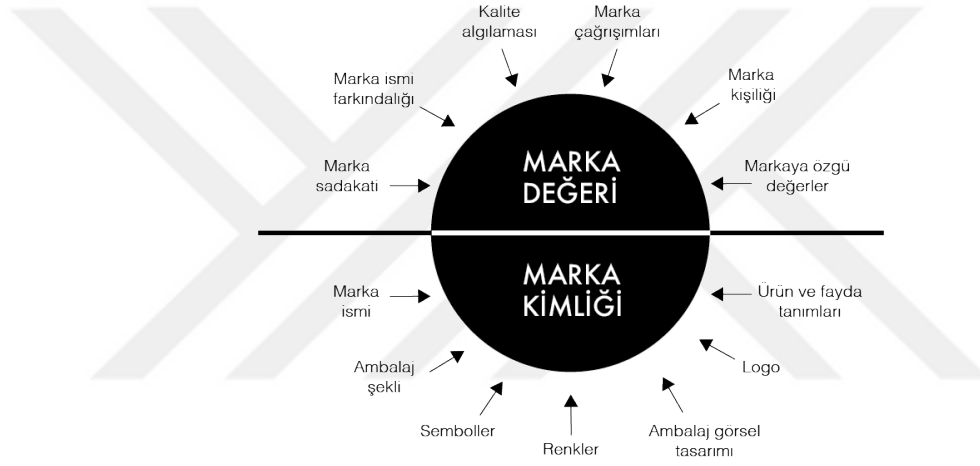 Kalite
algılaması
Marka
çağrışımları
Marka ismi
farkındalığı
Marka
kişiliği
Marka
sadakati
MARKA
DEĞERİ
Markaya özgü
değerler
Marka
ismi
MARKA
KİMLİĞİ
Ürün ve fayda
tanımları
Ambalaj
şekli
Logo
Semboller
Renkler
Ambalaj görsel
tasarımı